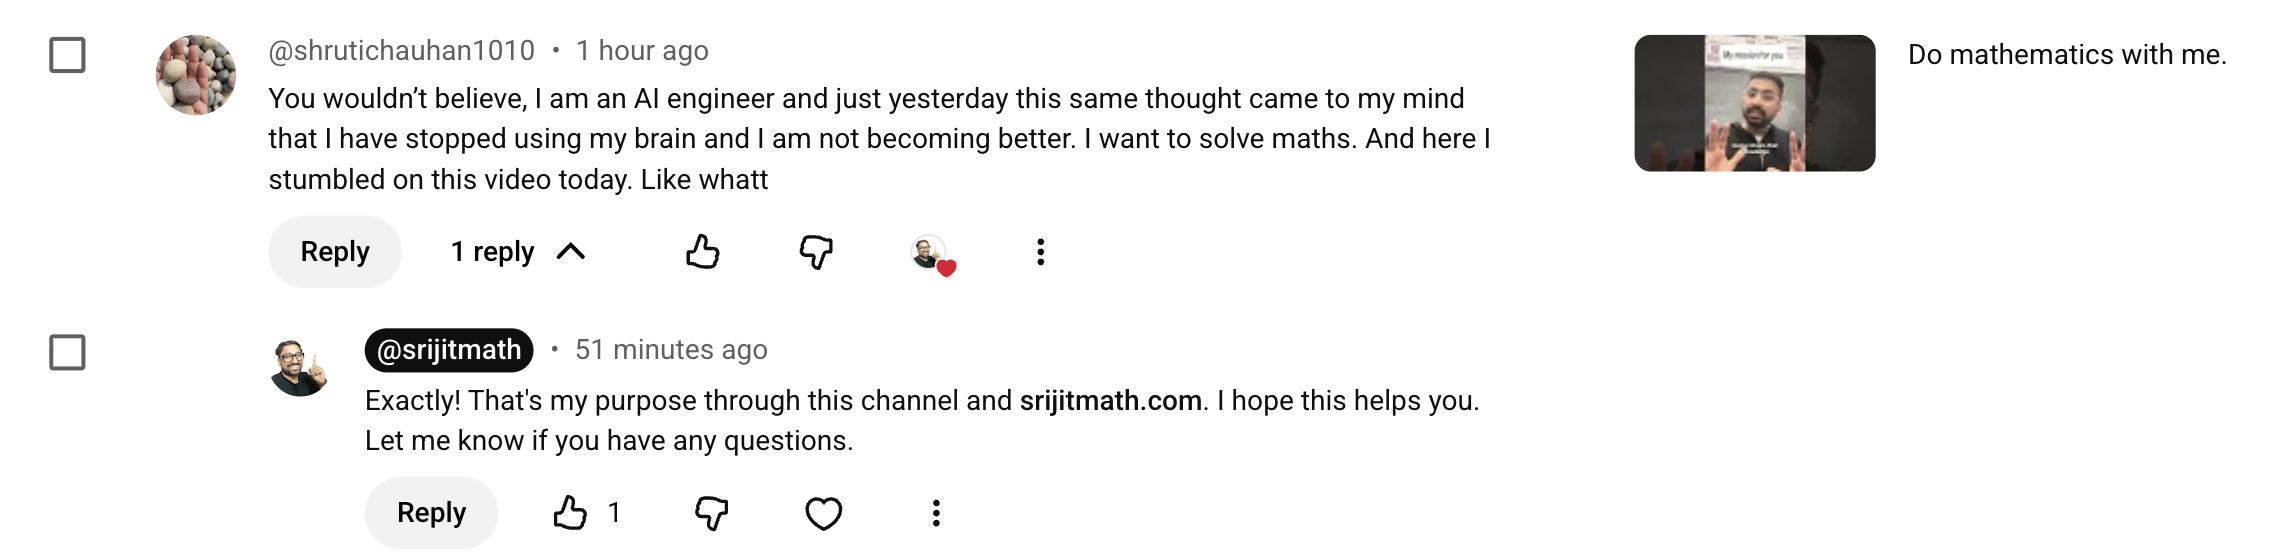 @shrutichauhan1010 • 1 hour ago
You wouldn’t believe, I am an AI engineer and just yesterday this same thought came to my mind
that I have stopped using my brain and I am not becoming better. I want to solve maths. And here I
stumbled on this video today. Like whatt
Reply 1 reply
My mission for you
Do mathematics with me.
@srijitmath • 51 minutes ago
Exactly! That's my purpose through this channel and srijitmath.com. I hope this helps you.
Let me know if you have any questions.
Reply 1